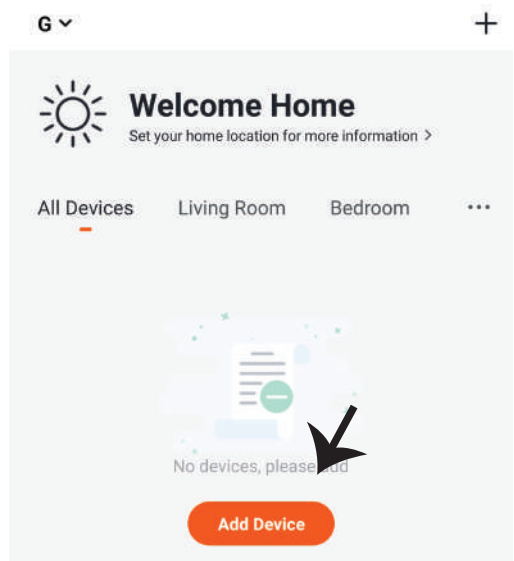 G
Welcome Home
Set your home location for more information >
All Devices Living Room Bedroom ...
No devices, please add
Add Device